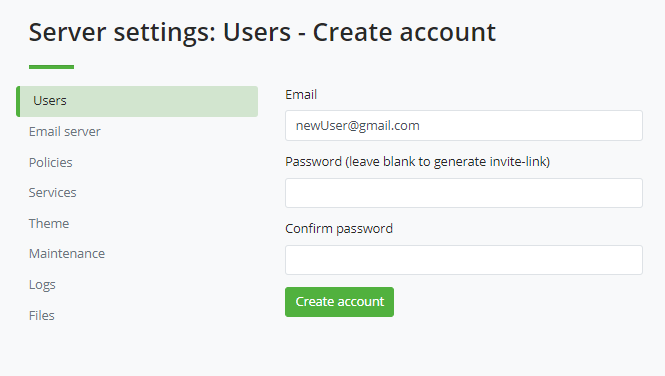 Server settings: Users - Create account
Users
Email server
Policies
Services
Theme
Maintenance
Logs
Files
Email
newUser@gmail.com
Password (leave blank to generate invite-link)
Confirm password
Create account